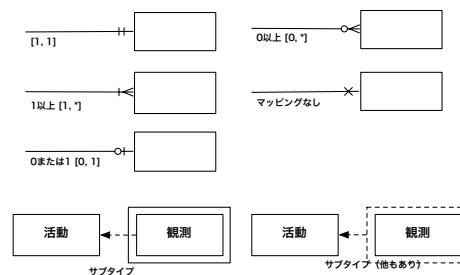 [1, 1]
0以上 [0, *]
1以上 [1, *]
マッピングなし
0または1 [0, 1]
活動
観測
活動
観測
サブタイプ
サブタイプ（他もあり）